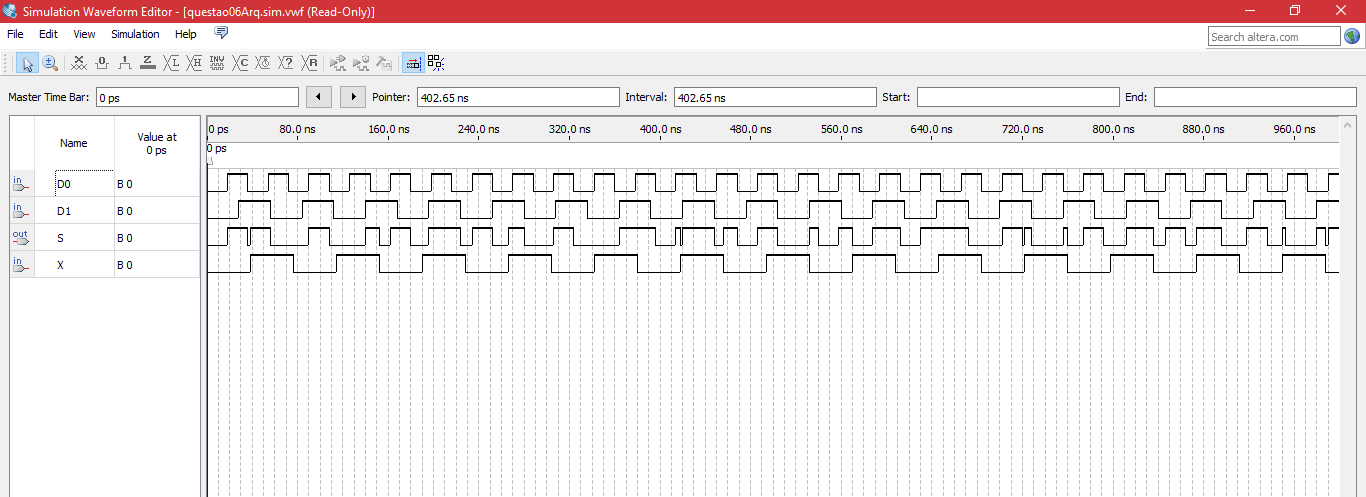 Simulation Waveform Editor - [questao06Arq.sim.vwf (Read-Only)]
File Edit View Simulation Help
Search altera.com
Master Time Bar: 0 ps Pointer: 402.65 ns Interval: 402.65 ns Start: End:
Name Value at
0 ps
0 ps 80.0 ns 160.0 ns 240.0 ns 320.0 ns 400.0 ns 480.0 ns 560.0 ns 640.0 ns 720.0 ns 800.0 ns 880.0 ns 960.0 ns
0 ps
in D0 B 0
in D1 B 0
out S B 0
in X B 0